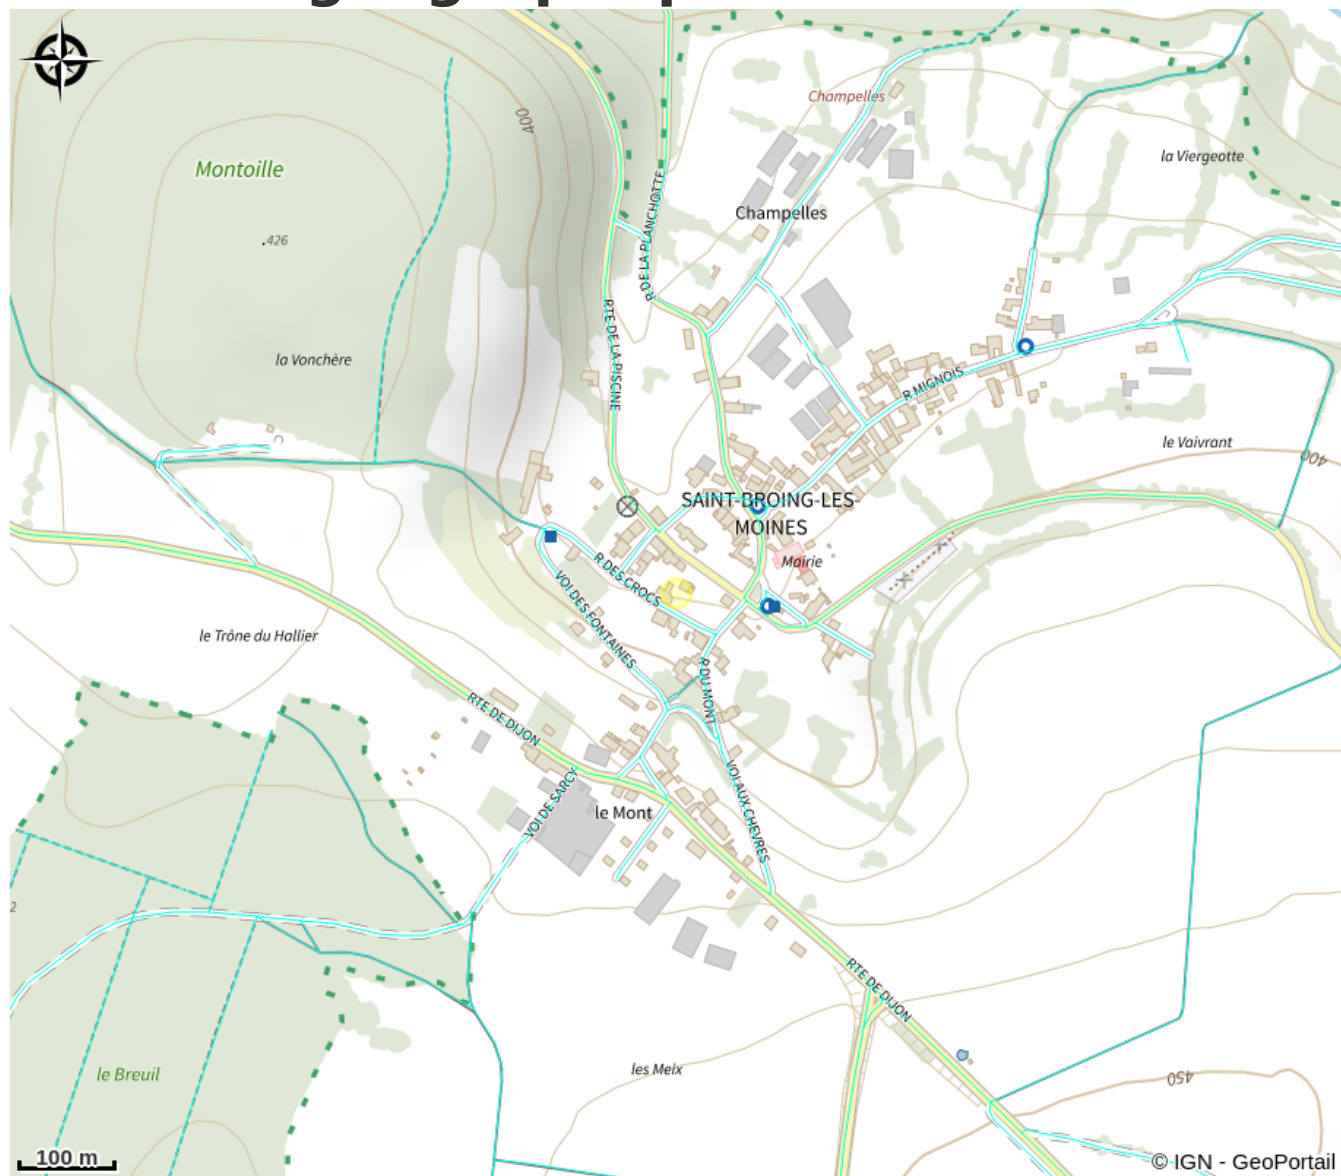 Champelles
la Viergeotte
400
Montoille
R DE LA PLANCHOTTE
Champelles
.426
RTE DE LA PISCINE
la Vonchère
R MIGNOIS
le Vaivrant
400
SAINT-BROING-LES-
MOINES
Mairie
R DES CROCS
VOI DES FONTAINES
le Trône du Hallier
R DU MONT
RTE DE DIJON
VOI DE SARCY
le Mont
VOI AUX CHEVRES
2
RTE DE DIJON
les Meix
le Breuil
450
100 m
© IGN - GeoPortail